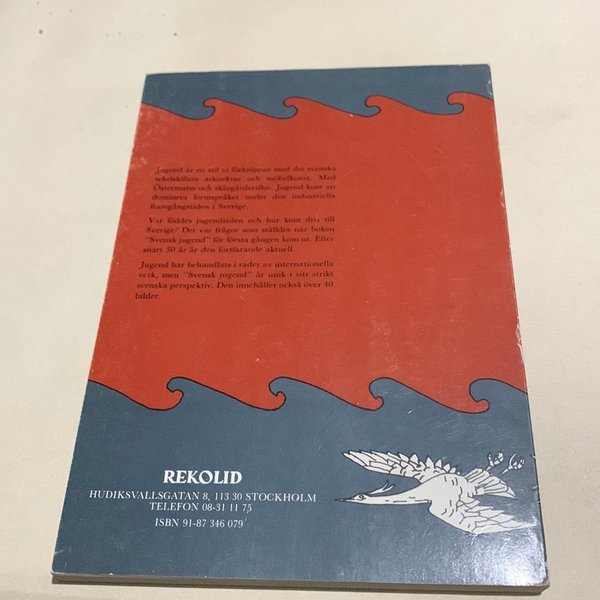 Jugend är en stil vi förknippar med det svenska
sekelskiftets arkitektur och möbelkonst. Med
Östermalm och skärgårdsvillor. Jugend kom att
dominera formspråket under den industriella
framgångstiden i Sverige.
Var föddes jugendstilen och hur kom den till
Sverige? Det var frågor som ställdes när boken
"Svensk jugend" för första gången kom ut. Efter
snart 30 år är den fortfarande aktuell.
Jugend har behandlats i rader av internationella
verk, men "Svensk jugend" är unik i sitt strikt
svenska perspektiv. Den innehåller också över 40
bilder.
REKOLID
HUDIKSVALLSGATAN 8, 113 30 STOCKHOLM
TELEFON 08-31 11 75
ISBN 91-87 346 079